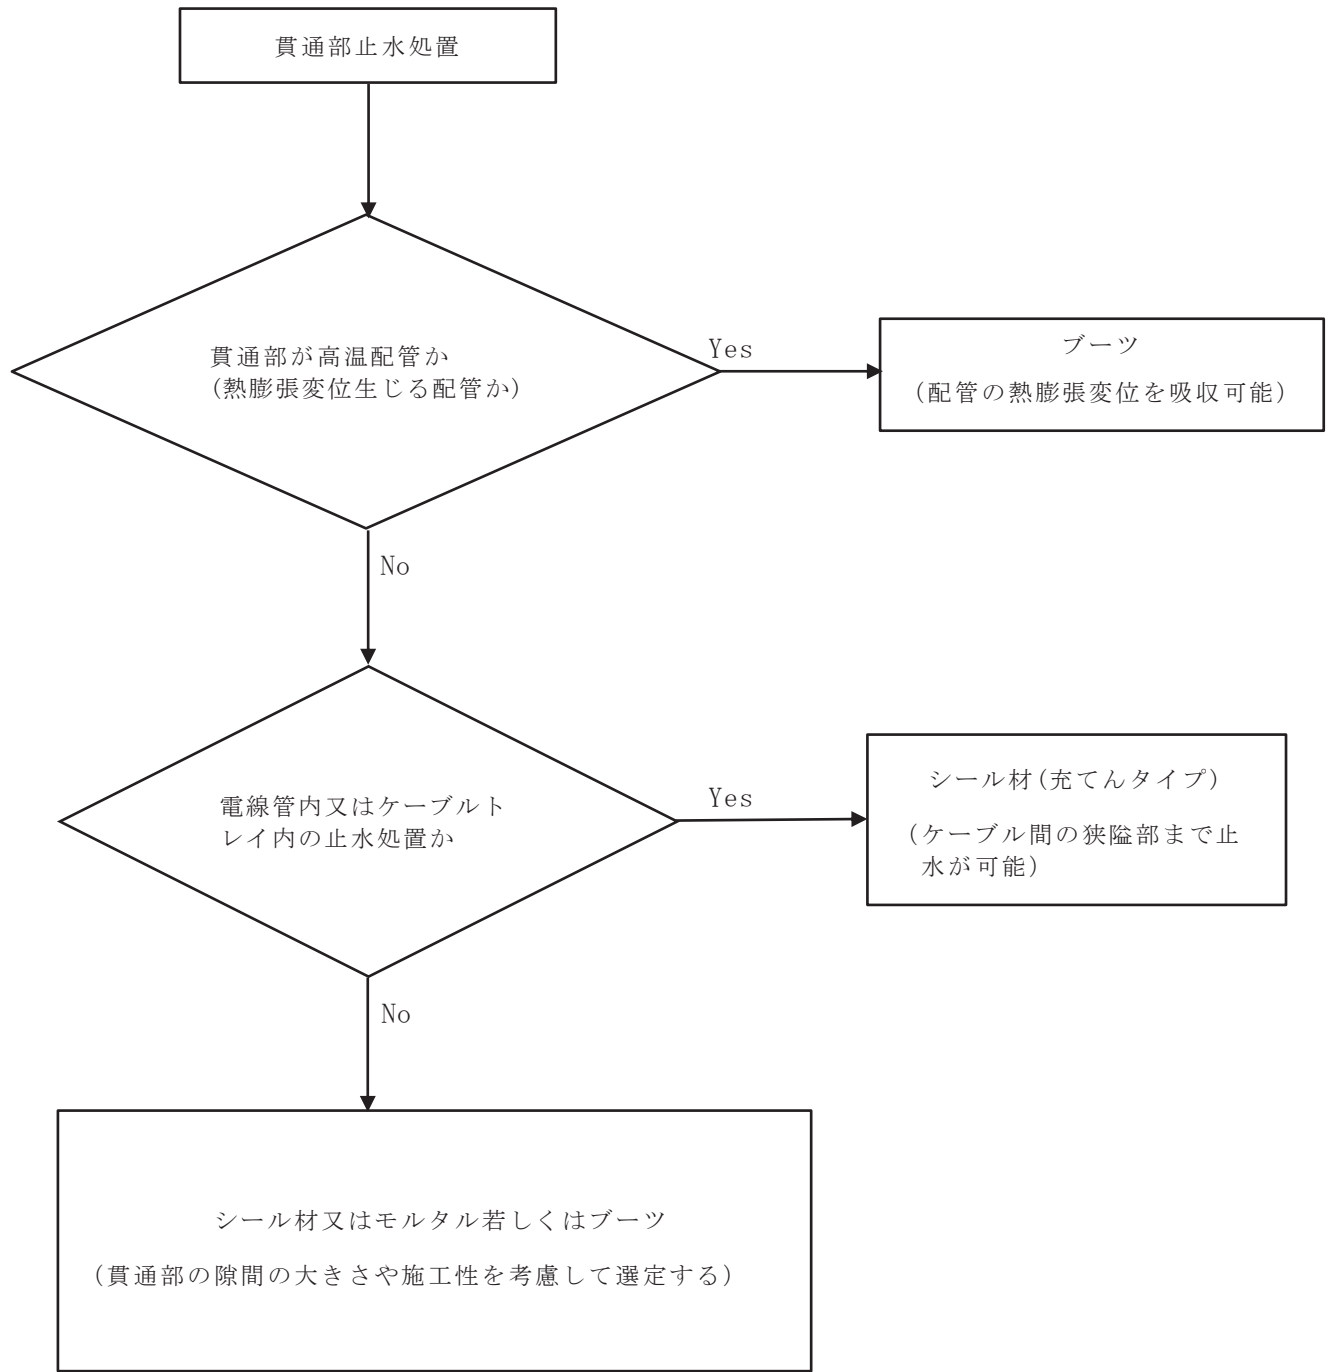 貫通部止水処置
貫通部が高温配管か
(熱膨張変位生じる配管か)
Yes
ブーツ
(配管の熱膨張変位を吸収可能)
No
電線管内又はケーブルト
レイ内の止水処置か
Yes
シール材(充てんタイプ)
(ケーブル間の狭隘部まで止
水が可能)
No
シール材又はモルタル若しくはブーツ
(貫通部の隙間の大きさや施工性を考慮して選定する)